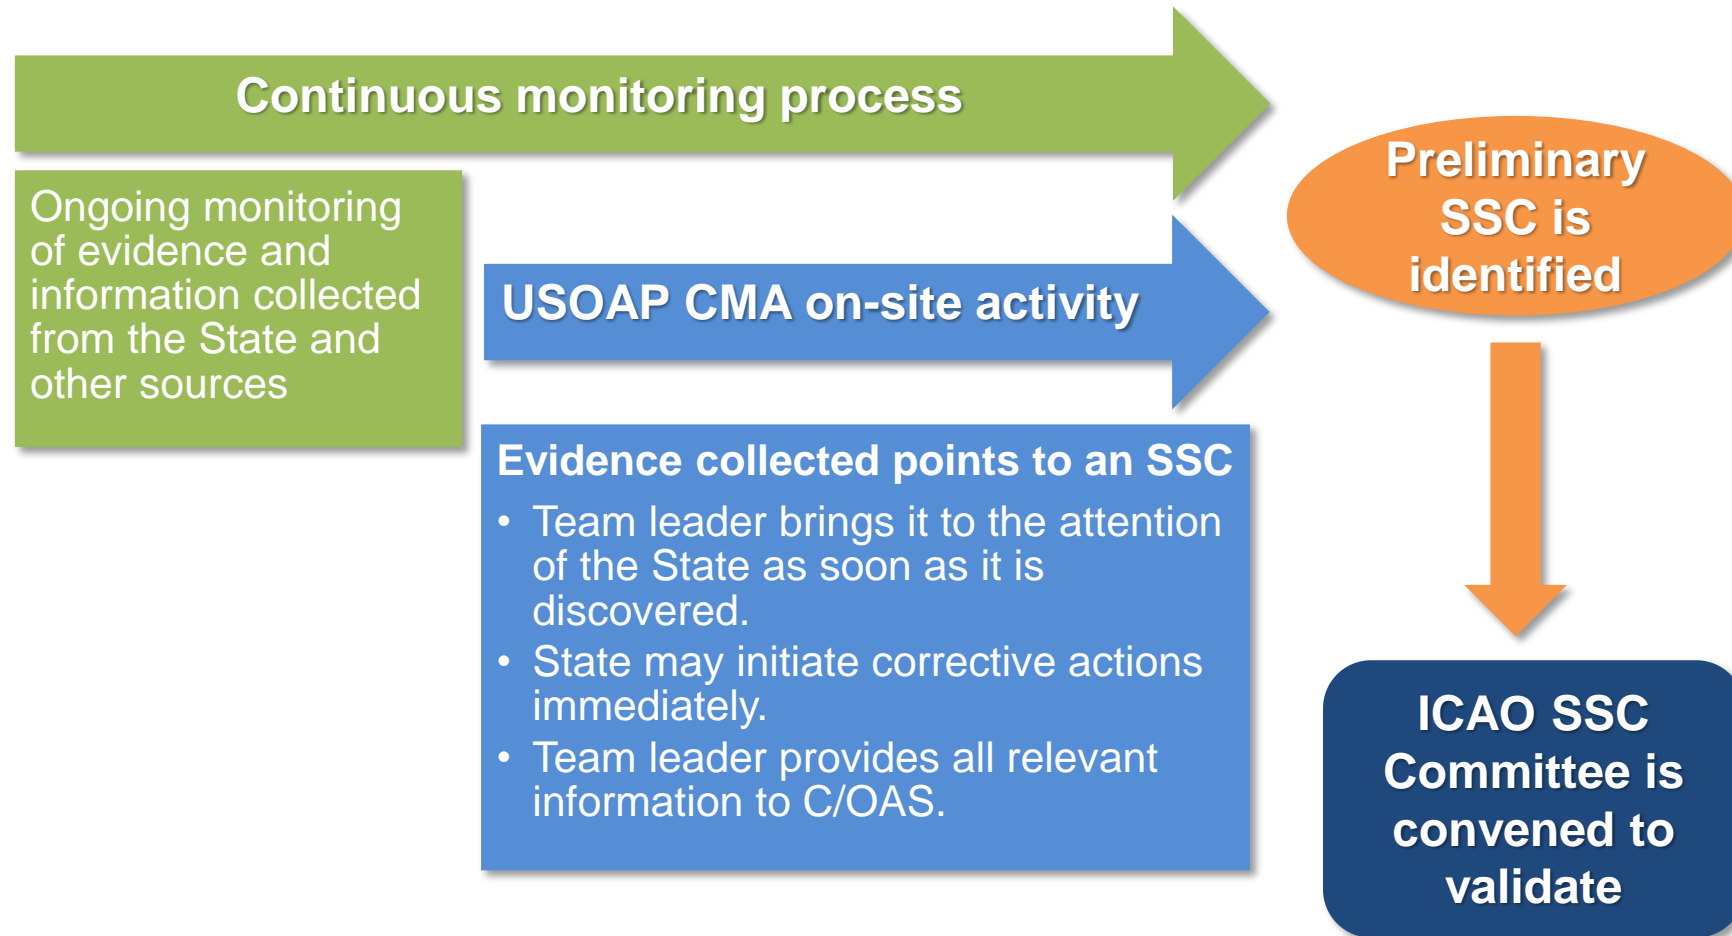 Continuous monitoring process
Ongoing monitoring
of evidence and
information collected
from the State and
other sources
USOAP CMA on-site activity
Evidence collected points to an SSC
• Team leader brings it to the attention
of the State as soon as it is
discovered.
• State may initiate corrective actions
immediately.
• Team leader provides all relevant
information to C/OAS.
Preliminary
SSC is
identified
ICAO SSC
Committee is
convened to
validate